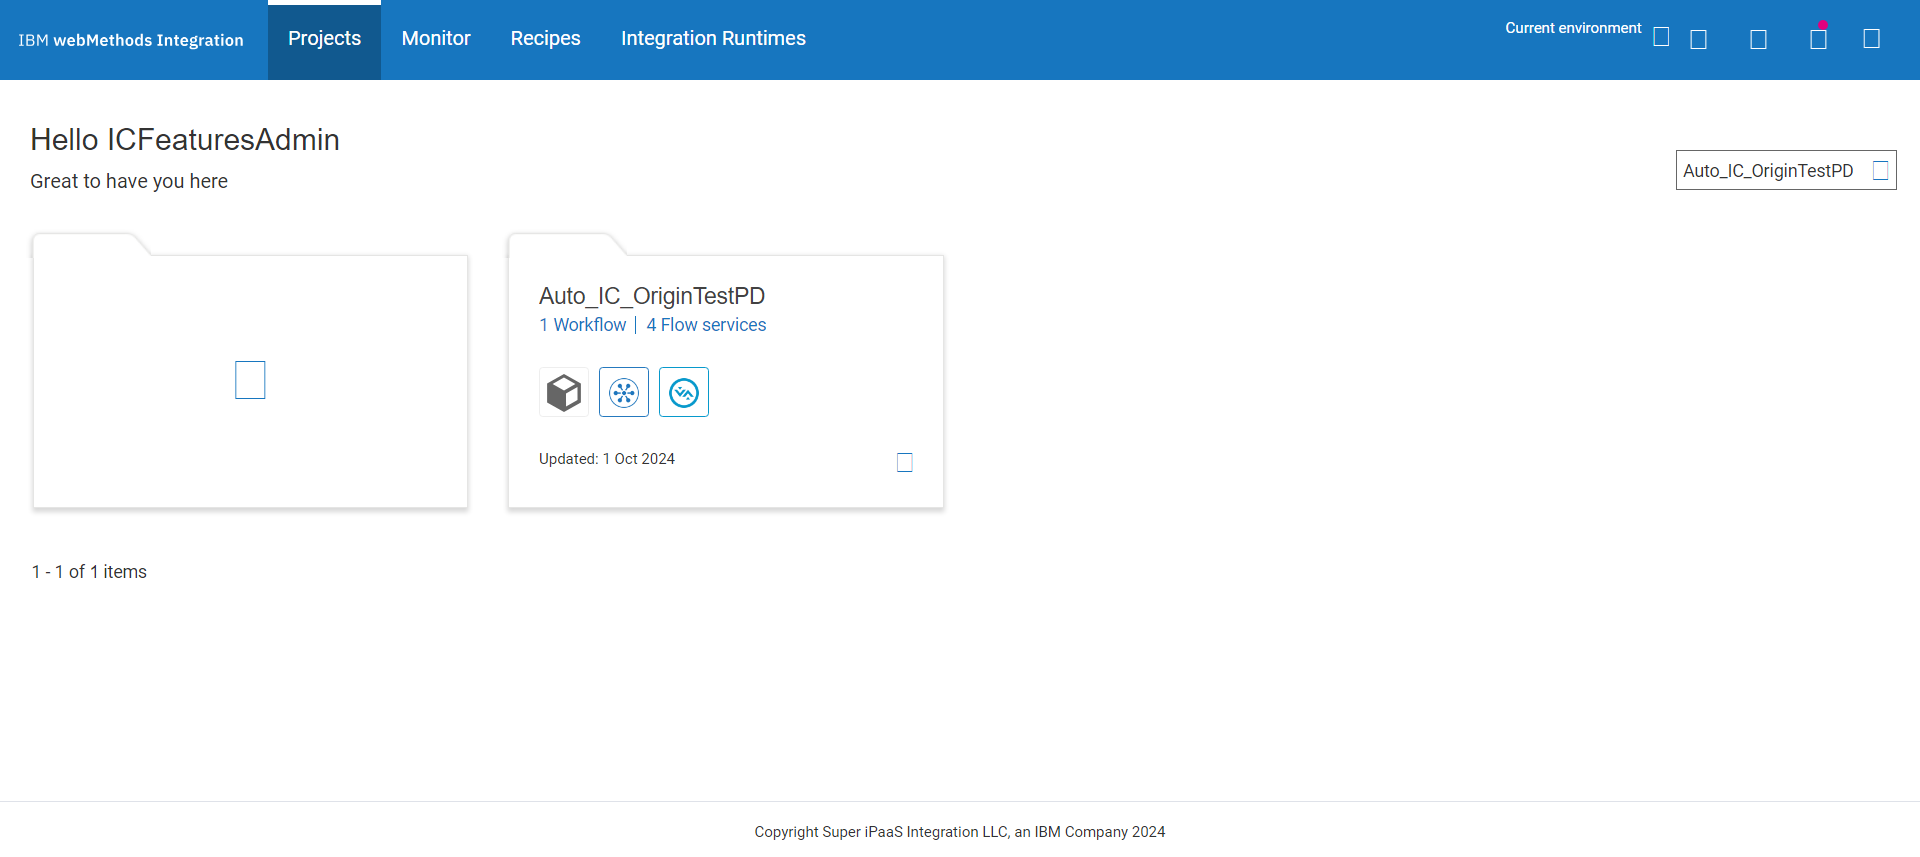 IBM webMethods Integration
Projects
Monitor
Recipes
Integration Runtimes
Current environment
Hello ICFeaturesAdmin
Great to have you here
Auto_IC_OriginTestPD
Auto_IC_OriginTestPD
1 Workflow | 4 Flow services
Updated: 1 Oct 2024
1 - 1 of 1 items
Copyright Super iPaaS Integration LLC, an IBM Company 2024